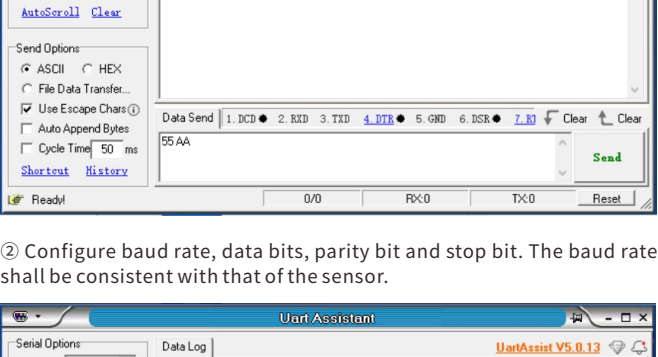 AutoScroll Clear
Send Options
ASCII HEX
File Data Transfer...
Use Escape Chars
Auto Append Bytes
Cycle Time 50 ms
Shortcut History
Data Send 1. DCD 2. RXD 3. TXD 4. DTR 5. GND 6. DSR 7. RT Clear Clear
55 AA
Send
Ready! 0/0 RX:0 TX:0 Reset
② Configure baud rate, data bits, parity bit and stop bit. The baud rate
shall be consistent with that of the sensor.
Uart Assistant
Serial Options Data Log UartAssist V5.0.13